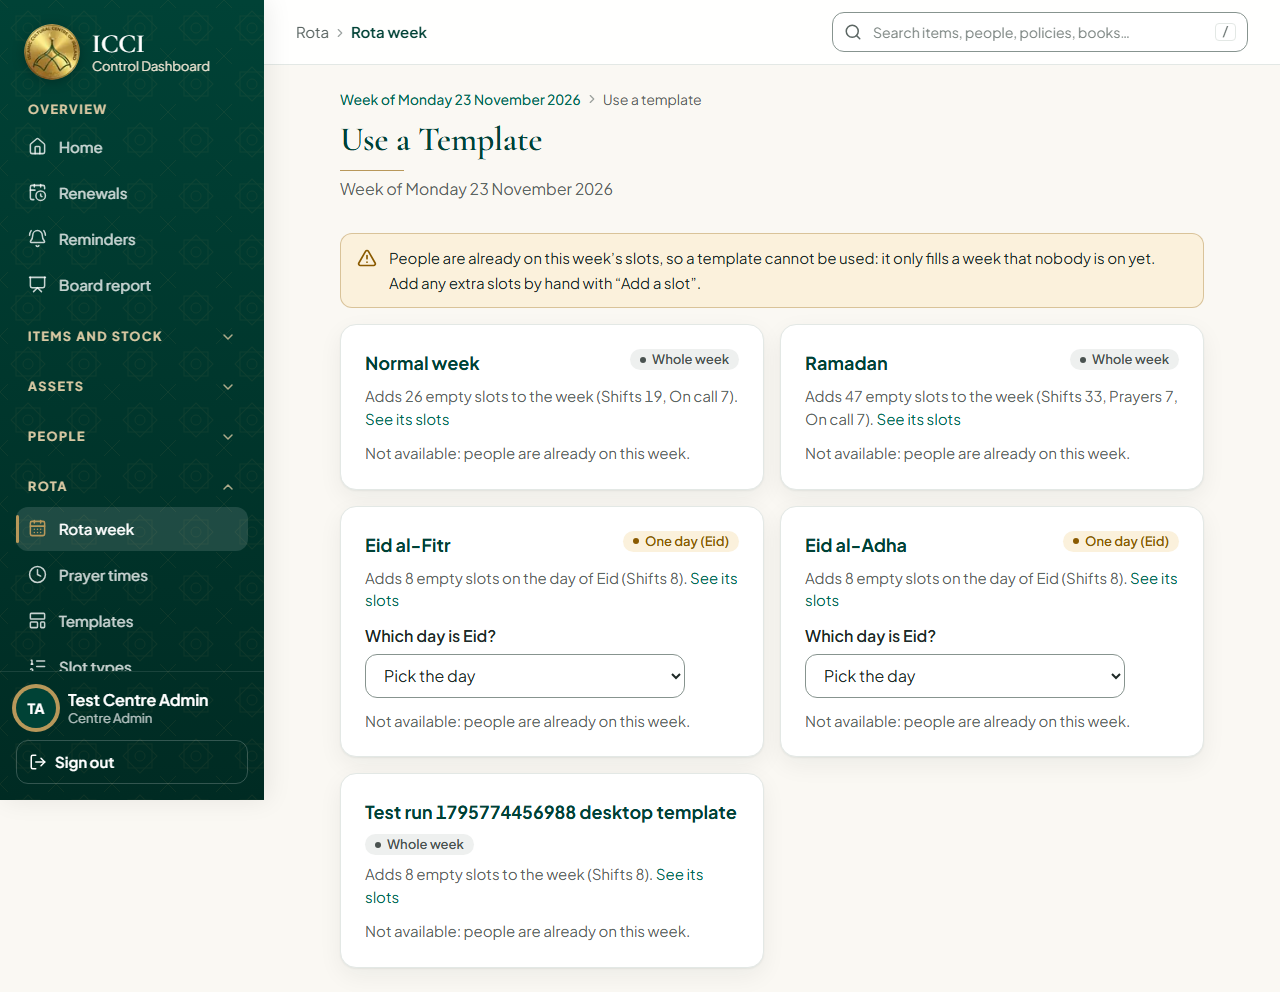 ICCI
Control Dashboard
OVERVIEW
Home
Renewals
Reminders
Board report
ITEMS AND STOCK
ASSETS
PEOPLE
ROTA
Rota week
Prayer times
Templates
Slot types
TA
Test Centre Admin
Centre Admin
Sign out
Rota > Rota week
Search items, people, policies, books…
/
Week of Monday 23 November 2026 > Use a template
Use a Template
Week of Monday 23 November 2026
People are already on this week’s slots, so a template cannot be used: it only fills a week that nobody is on yet.
Add any extra slots by hand with “Add a slot”.
Normal week
Whole week
Adds 26 empty slots to the week (Shifts 19, On call 7).
See its slots
Not available: people are already on this week.
Ramadan
Whole week
Adds 47 empty slots to the week (Shifts 33, Prayers 7,
On call 7). See its slots
Not available: people are already on this week.
Eid al-Fitr
One day (Eid)
Adds 8 empty slots on the day of Eid (Shifts 8). See its
slots
Which day is Eid?
Pick the day
Not available: people are already on this week.
Eid al-Adha
One day (Eid)
Adds 8 empty slots on the day of Eid (Shifts 8). See its
slots
Which day is Eid?
Pick the day
Not available: people are already on this week.
Test run 1795774456988 desktop template
Whole week
Adds 8 empty slots to the week (Shifts 8). See its
slots
Not available: people are already on this week.